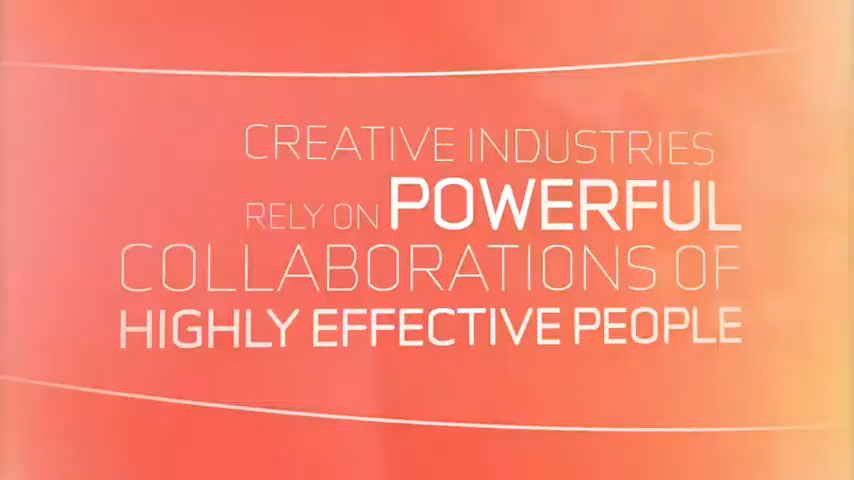 CREATIVE INDUSTRIES
RELY ON POWERFUL
COLLABORATIONS OF
HIGHLY EFFECTIVE PEOPLE